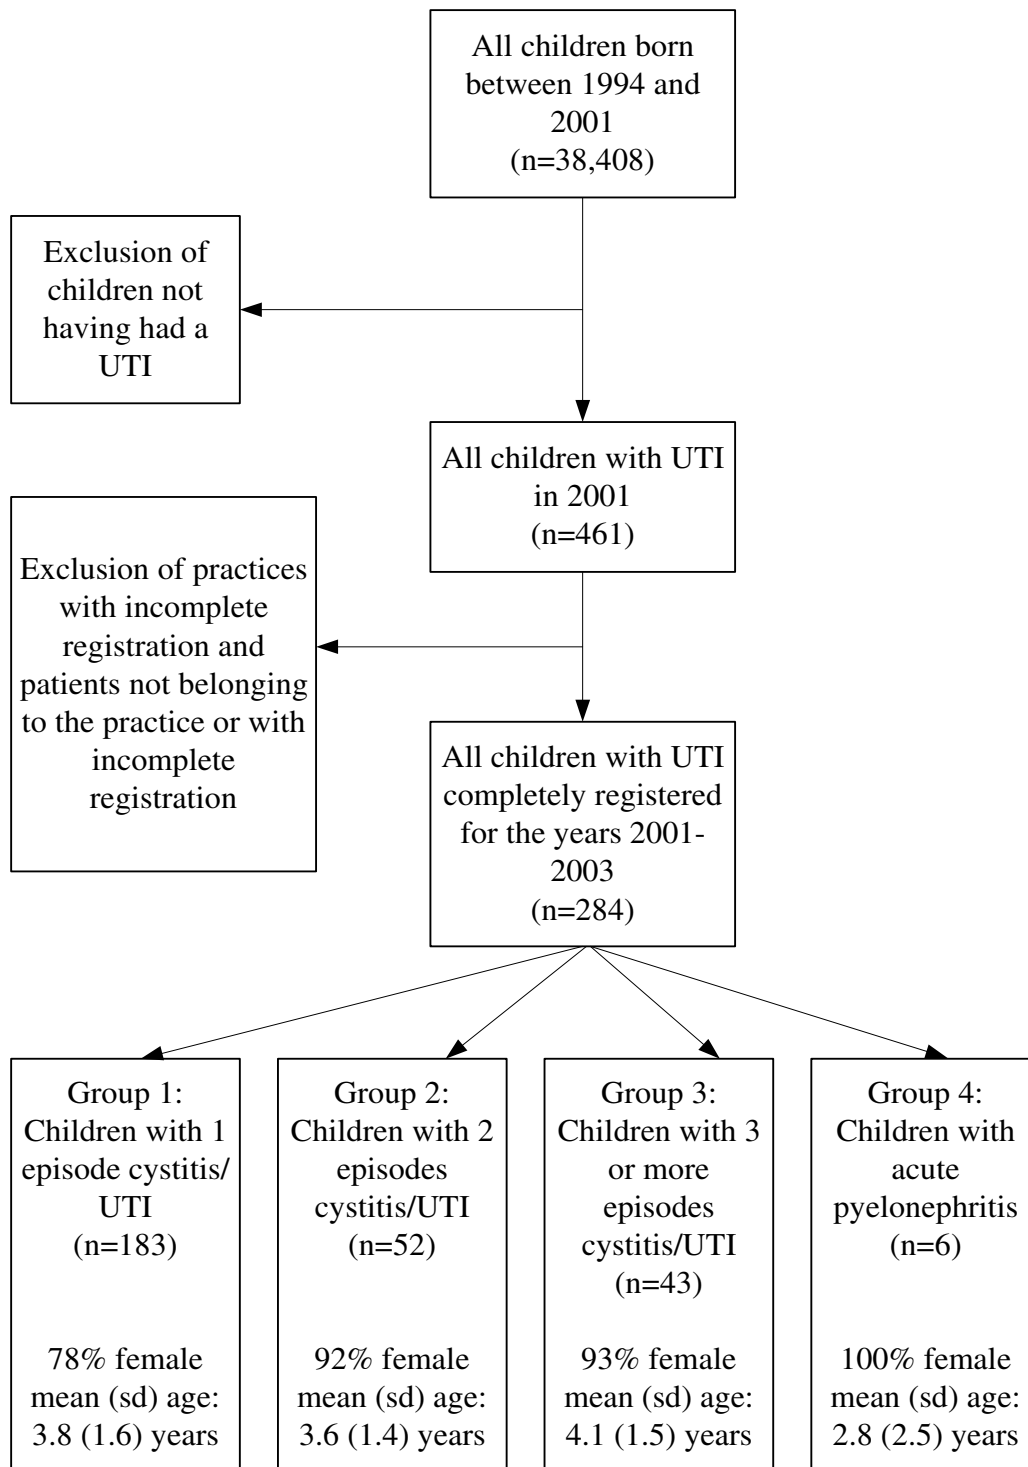 All children born
between 1994 and
2001
(n=38,408)
Exclusion of
children not
having had a
UTI
All children with UTI
in 2001
(n=461)
Exclusion of practices
with incomplete
registration and
patients not belonging
to the practice or with
incomplete
registration
All children with UTI
completely registered
for the years 2001-
2003
(n=284)
Group 1:
Children with 1
episode cystitis/
UTI
(n=183)
78% female
mean (sd) age:
3.8 (1.6) years
Group 2:
Children with 2
episodes
cystitis/UTI
(n=52)
92% female
mean (sd) age:
3.6 (1.4) years
Group 3:
Children with 3
or more
episodes
cystitis/UTI
(n=43)
93% female
mean (sd) age:
4.1 (1.5) years
Group 4:
Children with
acute
pyelonephritis
(n=6)
100% female
mean (sd) age:
2.8 (2.5) years